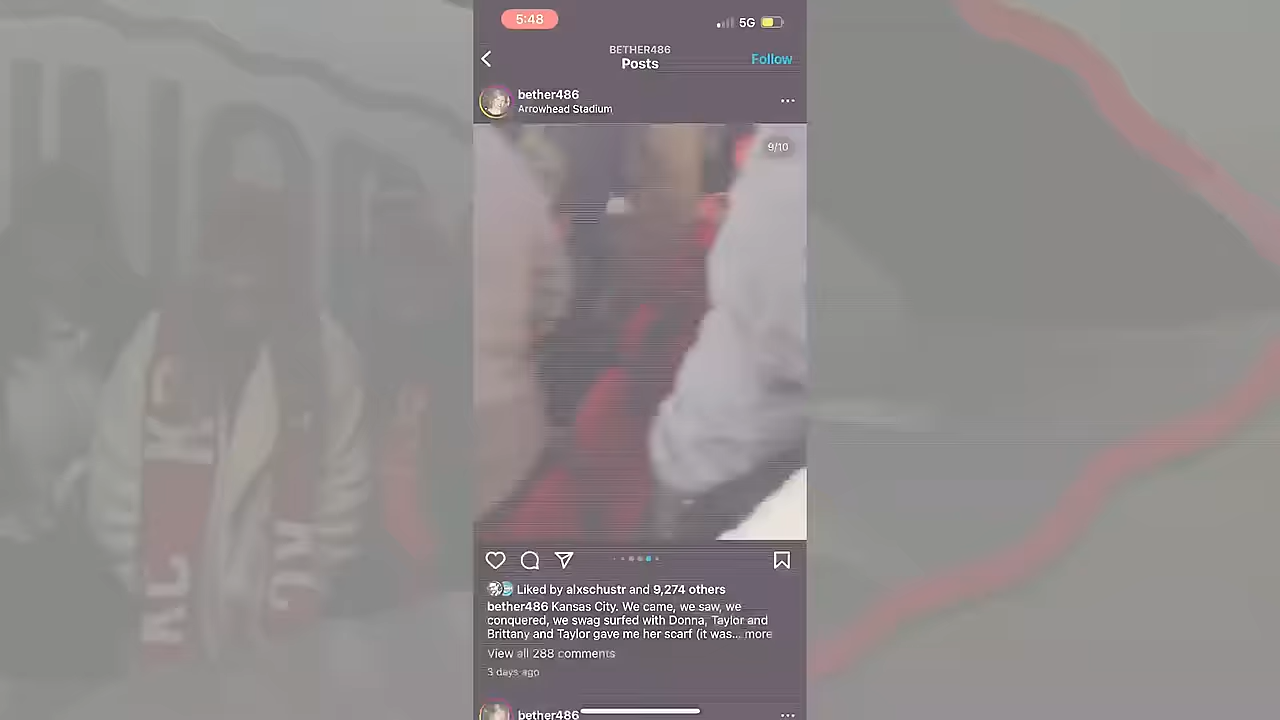 5:48
5G
BETHER486
Posts
Follow
bether486
Arrowhead Stadium
9/10
Liked by alxschustr and 9,274 others
bether486 Kansas City. We came, we saw, we
conquered, we swag surfed with Donna, Taylor and
Brittany and Taylor gave me her scarf (it was... more
View all 288 comments
3 days ago
bether486